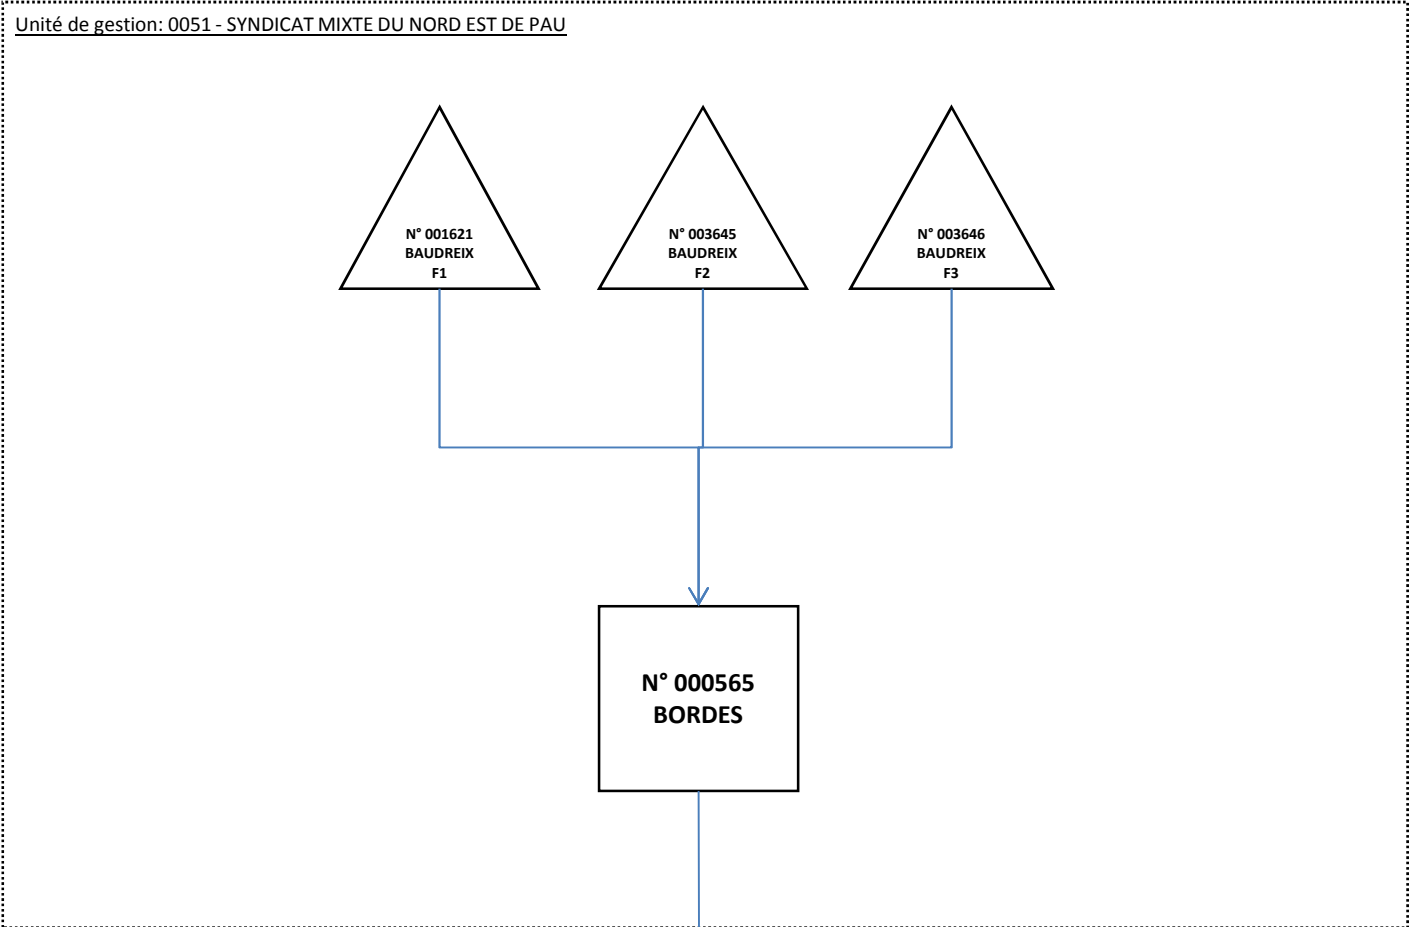 Unité de gestion: 0051 - SYNDICAT MIXTE DU NORD EST DE PAU
N° 001621
BAUDREIX
F1
N° 003645
BAUDREIX
F2
N° 003646
BAUDREIX
F3
N° 000565
BORDES